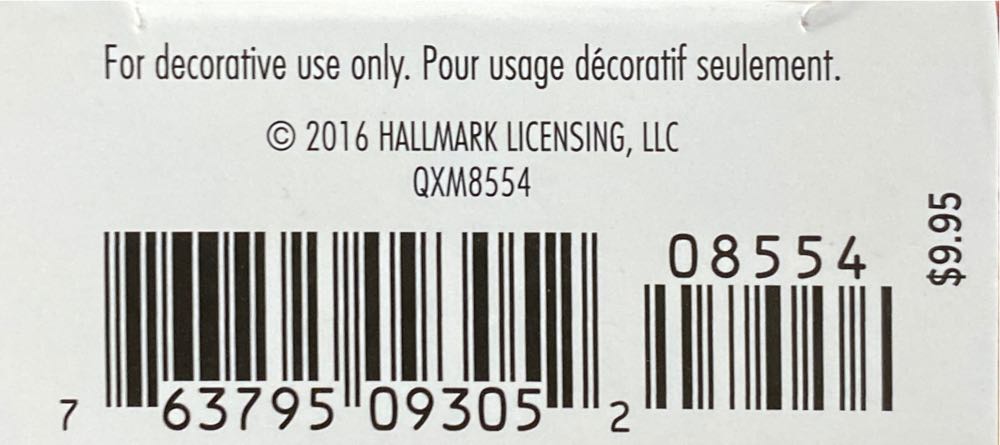 For decorative use only. Pour usage décoratif seulement.
© 2016 HALLMARK LICENSING, LLC
QXM8554
08554
$9.95
7 63795 09305 2